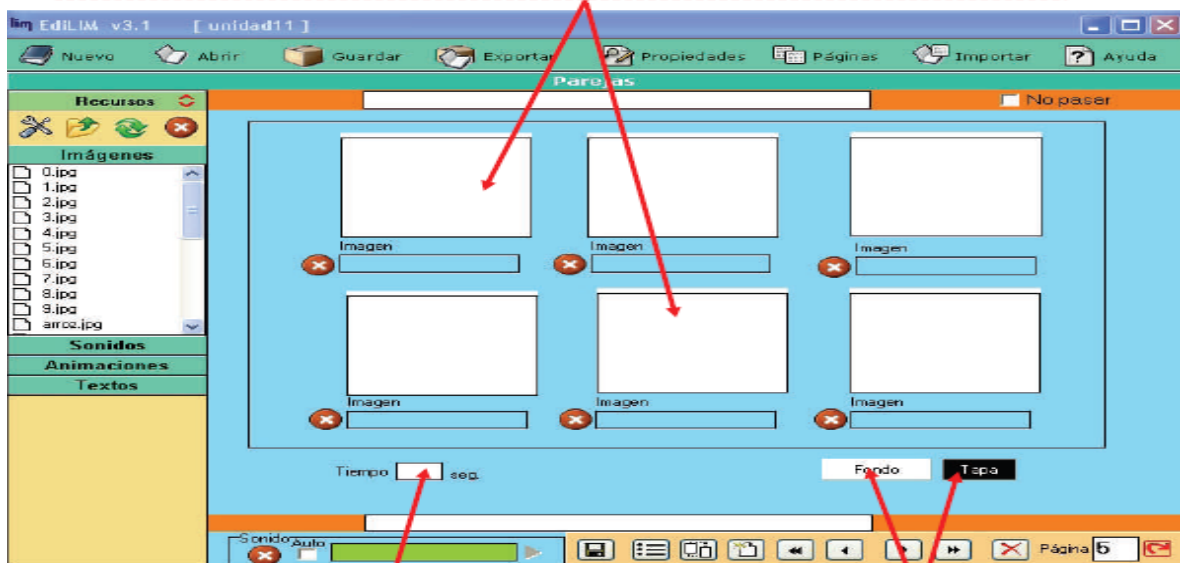 lim EdiLIM v3.1 [ unidad11 ]
Nuevo Abrir Guardar Exportar Propiedades Páginas Importar Ayuda
Parejas
Recursos
No pasar
Imágenes
0.jpg
1.jpg
2.jpg
3.jpg
4.jpg
5.jpg
6.jpg
7.jpg
8.jpg
9.jpg
arroz.jpg
Sonidos
Animaciones
Textos
Imagen Imagen Imagen
Imagen Imagen Imagen
Tiempo seg.
Fondo Tapa
Sonido Auto
Página 5